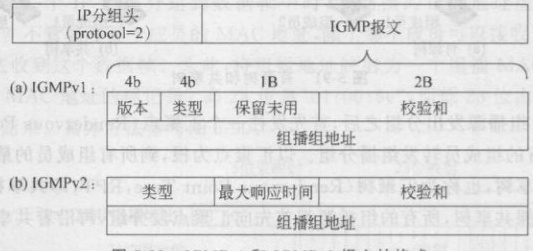 IP分组头
(protocol=2)
IGMP报文
(a) IGMPv1:
4b 4b 1B 2B
版本 类型 保留未用 校验和
组播组地址
(b) IGMPv2:
类型 最大响应时间 校验和
组播组地址